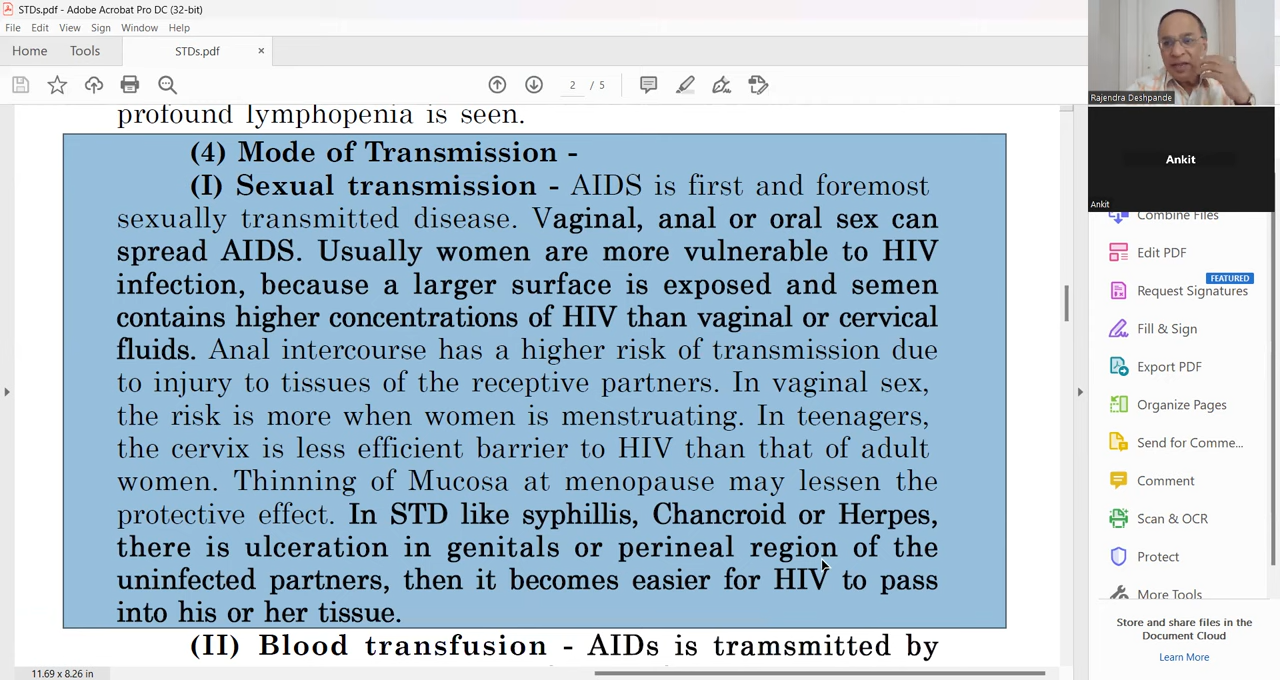 STDs.pdf - Adobe Acrobat Pro DC (32-bit)
File Edit View Sign Window Help
Home Tools STDs.pdf ×
2 / 5
Rajendra Deshpande
Ankit
Ankit
profound lymphopenia is seen.
(4) Mode of Transmission -
(I) Sexual transmission - AIDS is first and foremost
sexually transmitted disease. Vaginal, anal or oral sex can
spread AIDS. Usually women are more vulnerable to HIV
infection, because a larger surface is exposed and semen
contains higher concentrations of HIV than vaginal or cervical
fluids. Anal intercourse has a higher risk of transmission due
to injury to tissues of the receptive partners. In vaginal sex,
the risk is more when women is menstruating. In teenagers,
the cervix is less efficient barrier to HIV than that of adult
women. Thinning of Mucosa at menopause may lessen the
protective effect. In STD like syphillis, Chancroid or Herpes,
there is ulceration in genitals or perineal region of the
uninfected partners, then it becomes easier for HIV to pass
into his or her tissue.
(II) Blood transfusion - AIDs is tramsmitted by
11.69 x 8.26 in
Combine Files
Edit PDF
FEATURED
Request Signatures
Fill & Sign
Export PDF
Organize Pages
Send for Comme...
Comment
Scan & OCR
Protect
More Tools
Store and share files in the
Document Cloud
Learn More